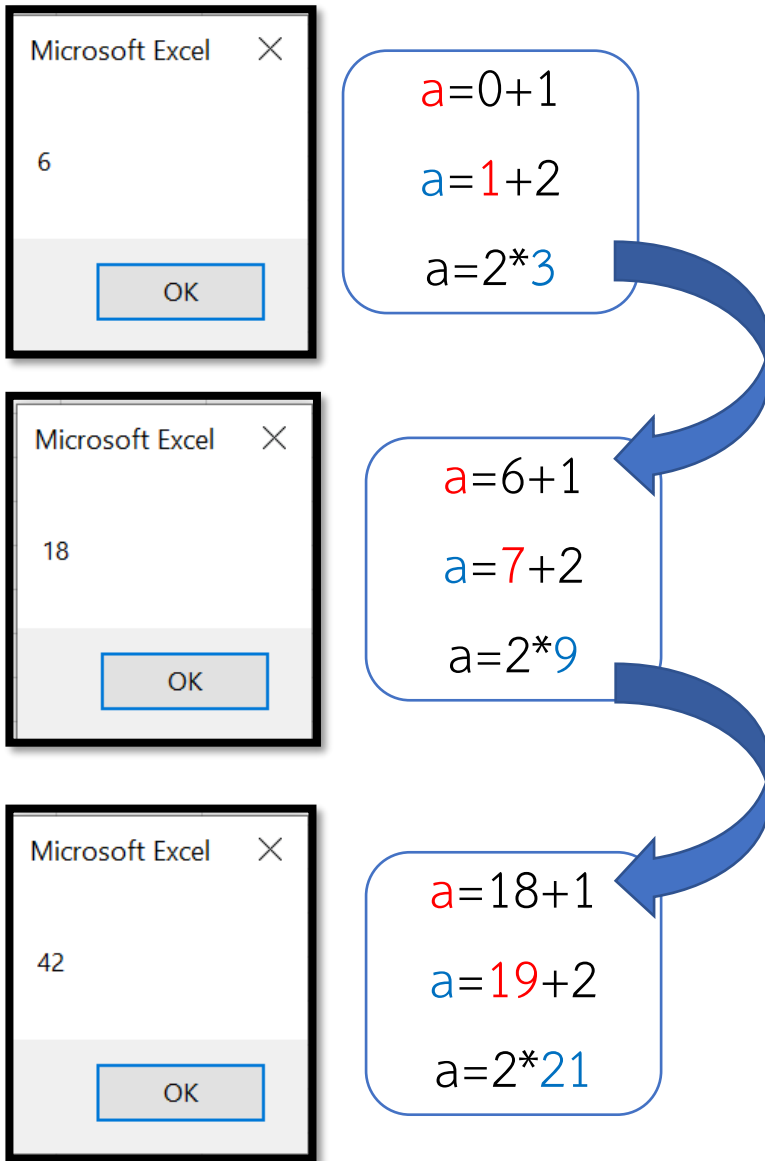 Microsoft Excel
6
OK
a=0+1
a=1+2
a=2*3
Microsoft Excel
18
OK
a=6+1
a=7+2
a=2*9
Microsoft Excel
42
OK
a=18+1
a=19+2
a=2*21